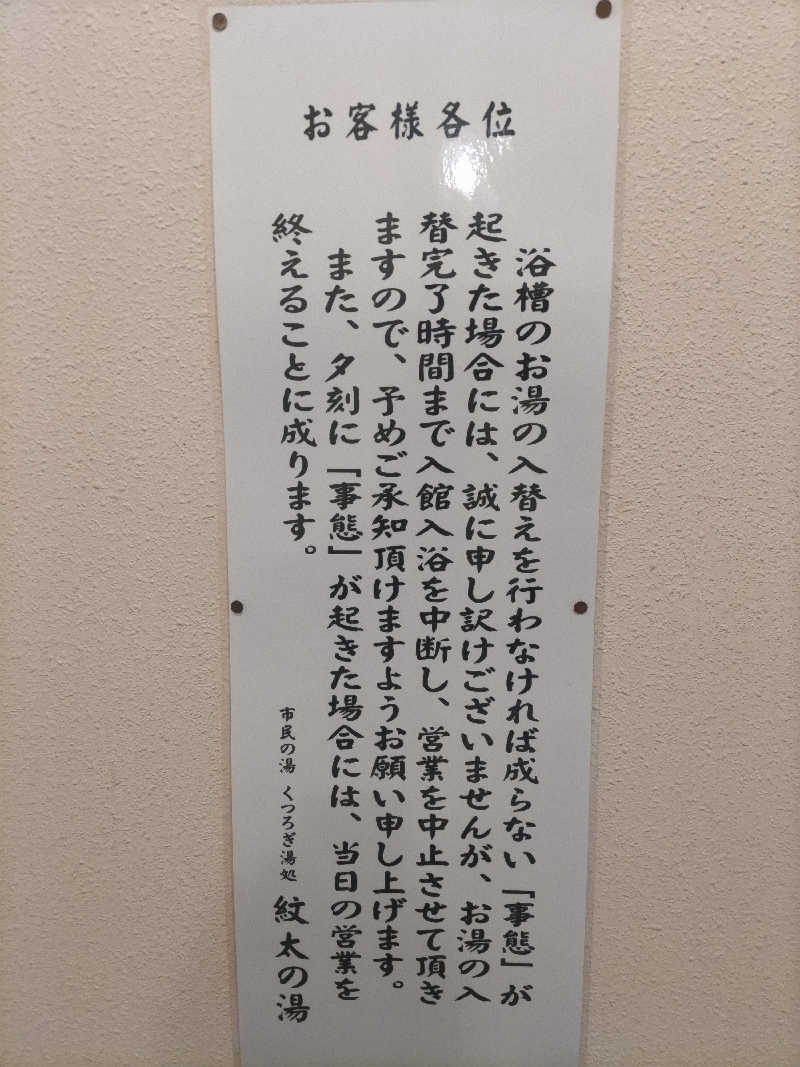 お客様各位
浴槽のお湯の入替えを行わなければ成らない「事態」が
起きた場合には、誠に申し訳けございませんが、お湯の入
替完了時間まで入館入浴を中断し、営業を中止させて頂き
ますので、予めご承知頂けますようお願い申し上げます。
また、夕刻に「事態」が起きた場合には、当日の営業を
終えることに成ります。
市民の湯 くつろぎ湯処 紋太の湯